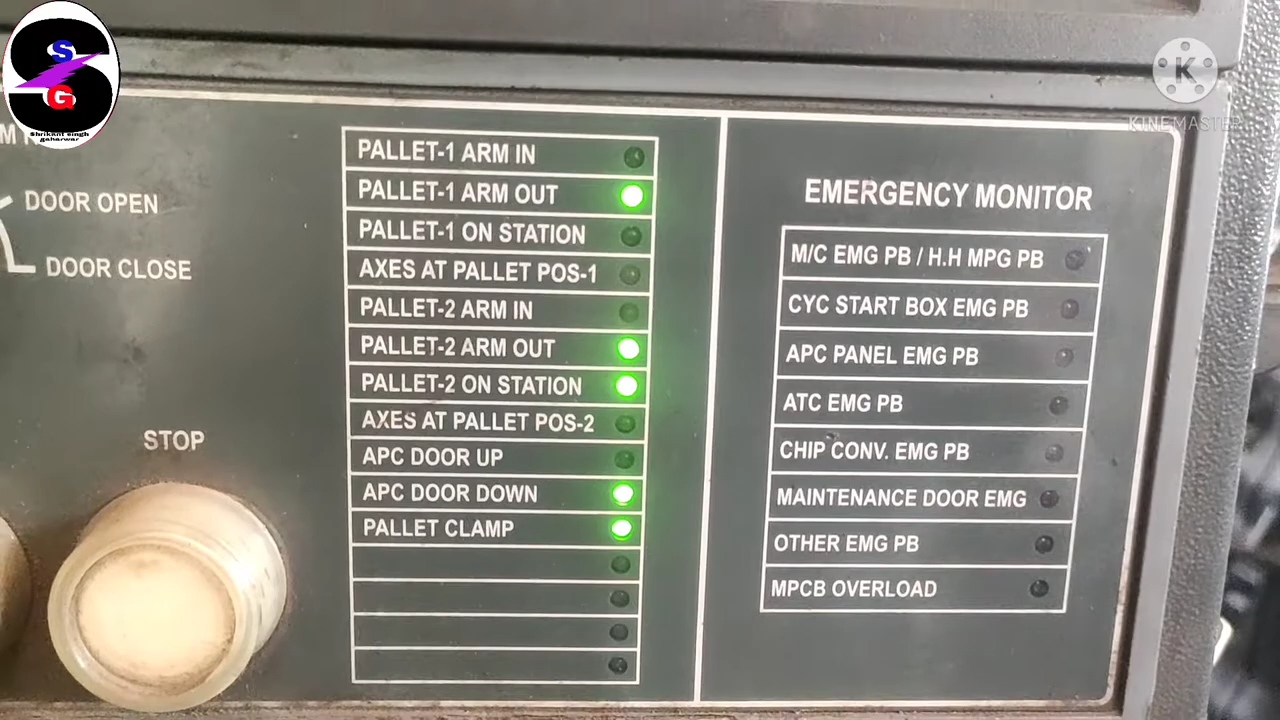 S
G
Shrikant singh
gaharwar
K
KINEMASTER
DOOR OPEN
DOOR CLOSE
STOP
PALLET-1 ARM IN
PALLET-1 ARM OUT
PALLET-1 ON STATION
AXES AT PALLET POS-1
PALLET-2 ARM IN
PALLET-2 ARM OUT
PALLET-2 ON STATION
AXES AT PALLET POS-2
APC DOOR UP
APC DOOR DOWN
PALLET CLAMP
EMERGENCY MONITOR
M/C EMG PB / H.H MPG PB
CYC START BOX EMG PB
APC PANEL EMG PB
ATC EMG PB
CHIP CONV. EMG PB
MAINTENANCE DOOR EMG
OTHER EMG PB
MPCB OVERLOAD